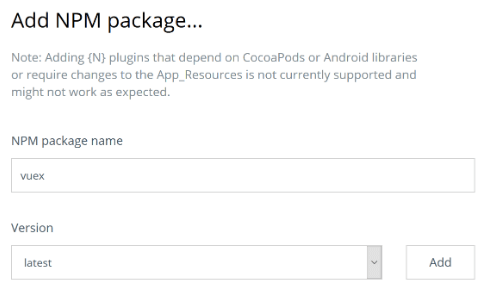 Add NPM package...
Note: Adding {N} plugins that depend on CocoaPods or Android libraries
or require changes to the App_Resources is not currently supported and
might not work as expected.
NPM package name
vuex
Version
latest
Add